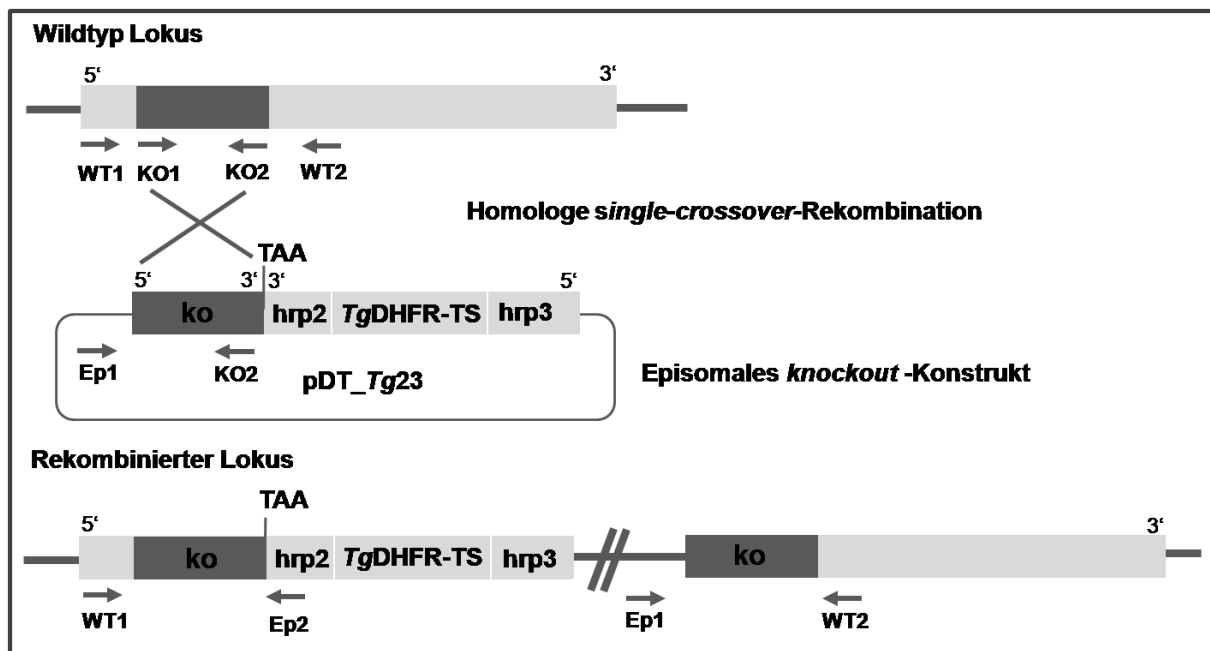 Wildtyp Lokus
5‘ 3‘
WT1 KO1 KO2 WT2
Homologe single-crossover-Rekombination
TAA
5‘ 3‘ 3‘ 5‘
ko hrp2 TgDHFR-TS hrp3
Ep1 KO2
pDT_Tg23
Episomales knockout -Konstrukt
Rekombinierter Lokus
TAA
5‘ 3‘
ko hrp2 TgDHFR-TS hrp3 ko
WT1 Ep2 Ep1 WT2